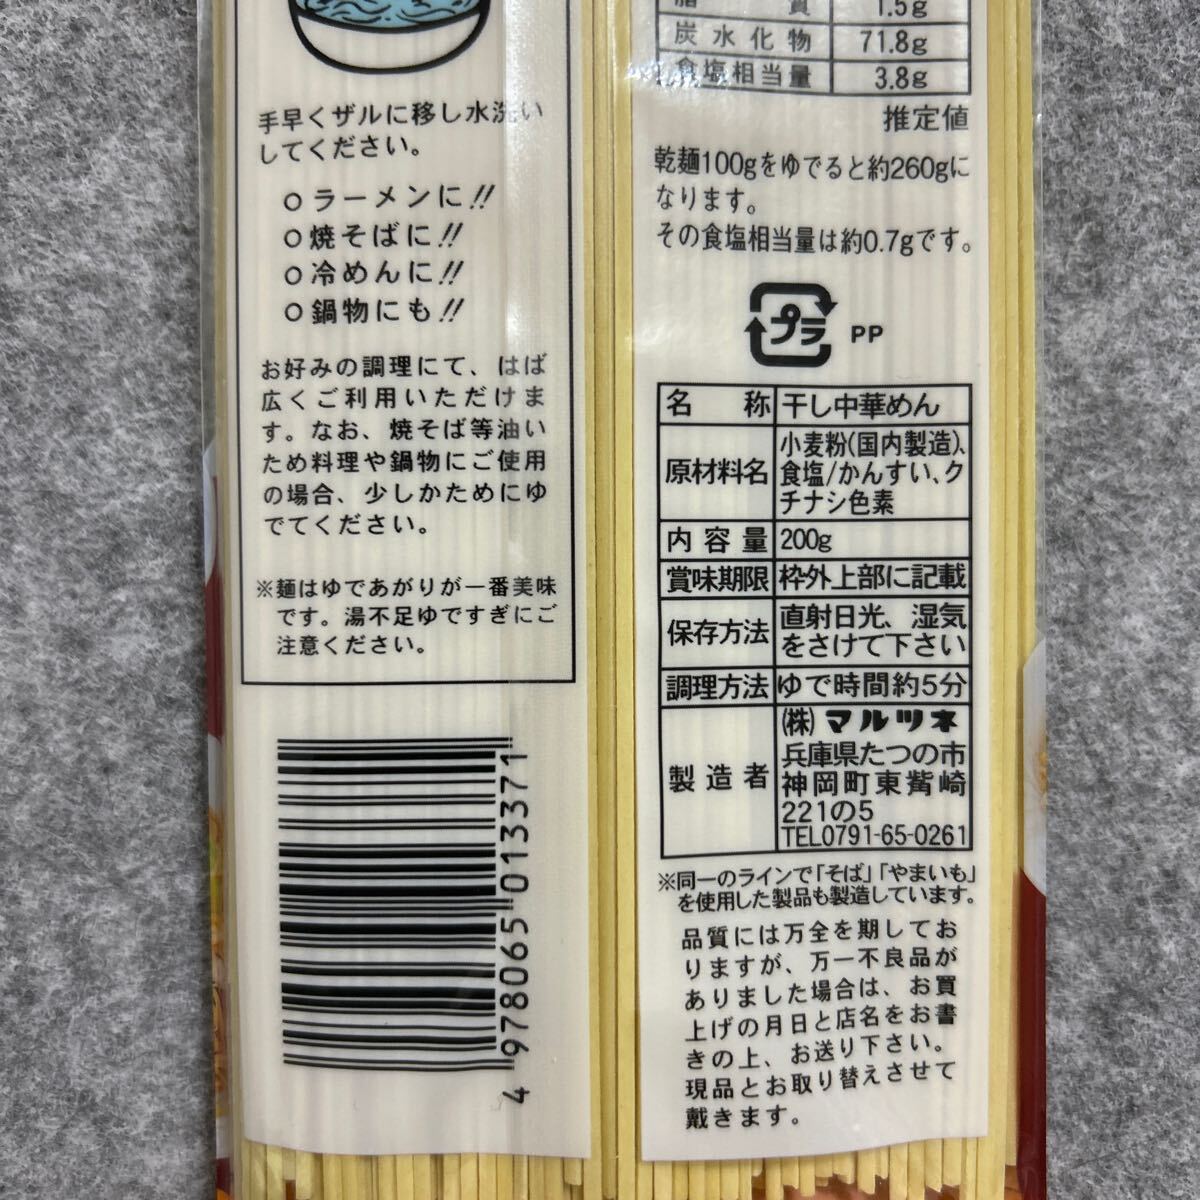 手早くザルに移し水洗い
してください。
○ラーメンに!!
○焼そばに!!
○冷めんに!!
○鍋物にも!!
お好みの調理にて、はば
広くご利用いただけま
す。なお、焼そば等油い
ため料理や鍋物にご使用
の場合、少しかためにゆ
でてください。
※麺はゆであがりが一番美味
です。湯不足ゆですぎにご
注意ください。
4 978065 013371
脂質 1.5g
炭水化物 71.8g
食塩相当量 3.8g
推定値
乾麺100gをゆでると約260gに
なります。
その食塩相当量は約0.7gです。
プラ PP
名称 干し中華めん
原材料名 小麦粉(国内製造)、
食塩/かんすい、ク
チナシ色素
内容量 200g
賞味期限 枠外上部に記載
保存方法 直射日光、湿気
をさけて下さい
調理方法 ゆで時間約5分
製造者 (株)マルツネ
兵庫県たつの市
神岡町東觜崎
221の5
TEL0791-65-0261
※同一のラインで「そば」「やまいも」
を使用した製品も製造しています。
品質には万全を期してお
りますが、万一不良品が
ありました場合は、お買
上げの月日と店名をお書
きの上、お送り下さい。
現品とお取り替えさせて
戴きます。